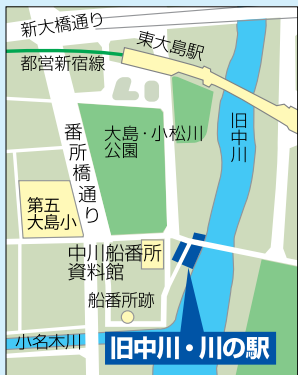 新大橋通り
東大島駅
都営新宿線
旧中川
番所橋通り
大島・小松川
公園
第五
大島小
中川船番所
資料館
船番所跡
小名木川
旧中川・川の駅